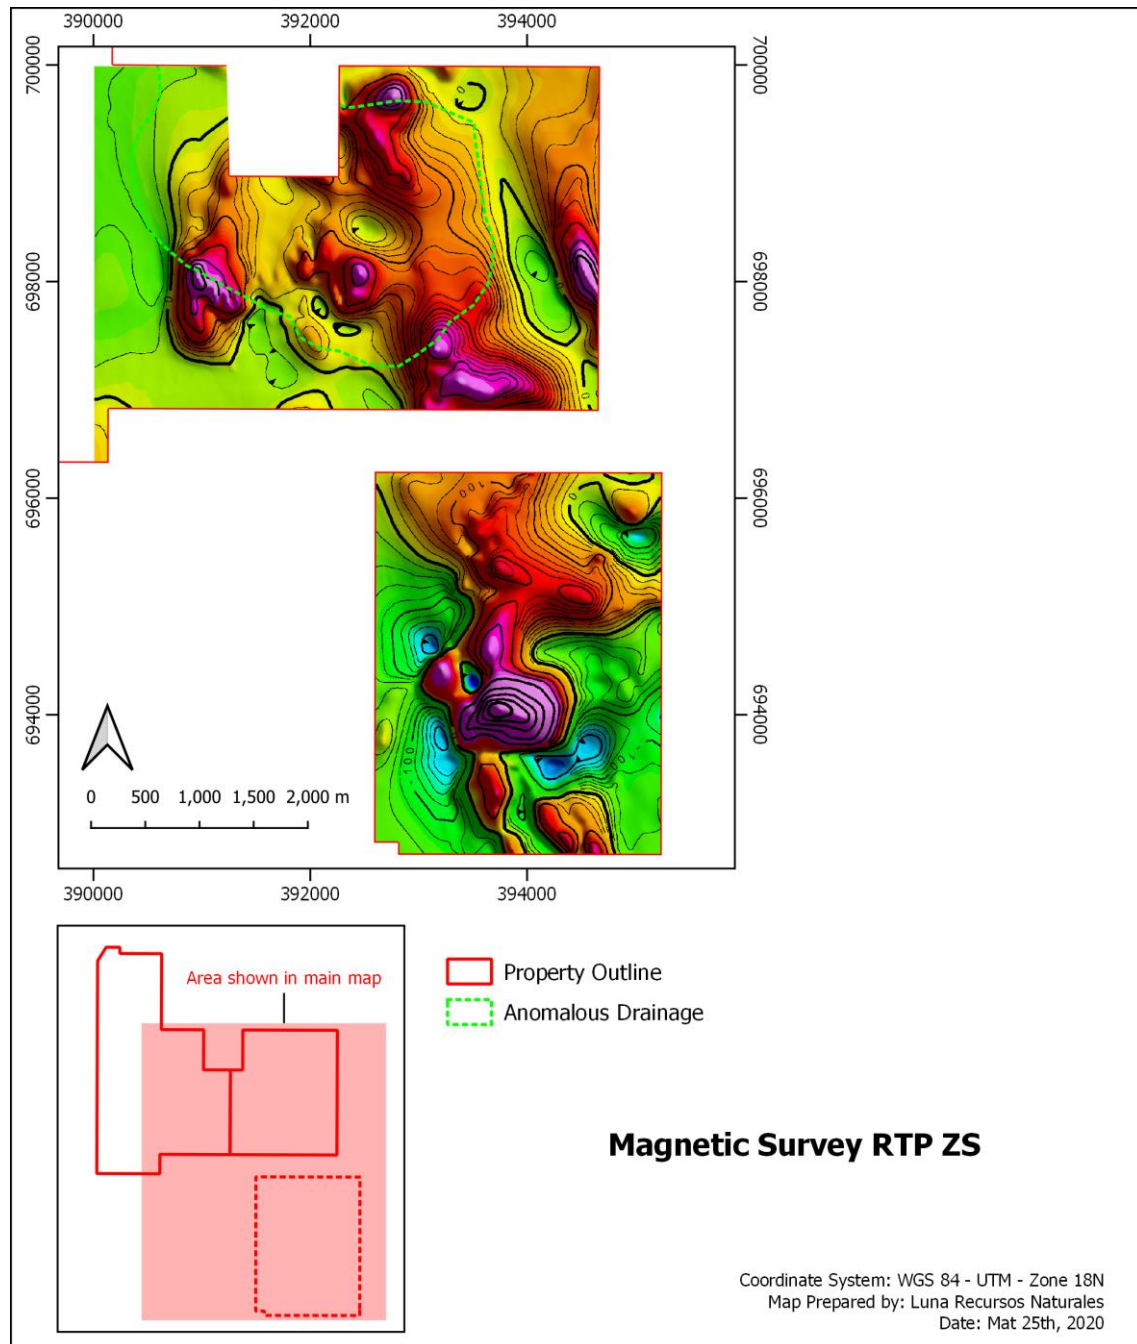 390000 392000 394000
700000 700000
698000 698000
696000 696000
694000 694000
0 500 1,000 1,500 2,000 m
390000 392000 394000
Area shown in main map
Property Outline
Anomalous Drainage
Magnetic Survey RTP ZS
Coordinate System: WGS 84 - UTM - Zone 18N
Map Prepared by: Luna Recursos Naturales
Date: Mat 25th, 2020